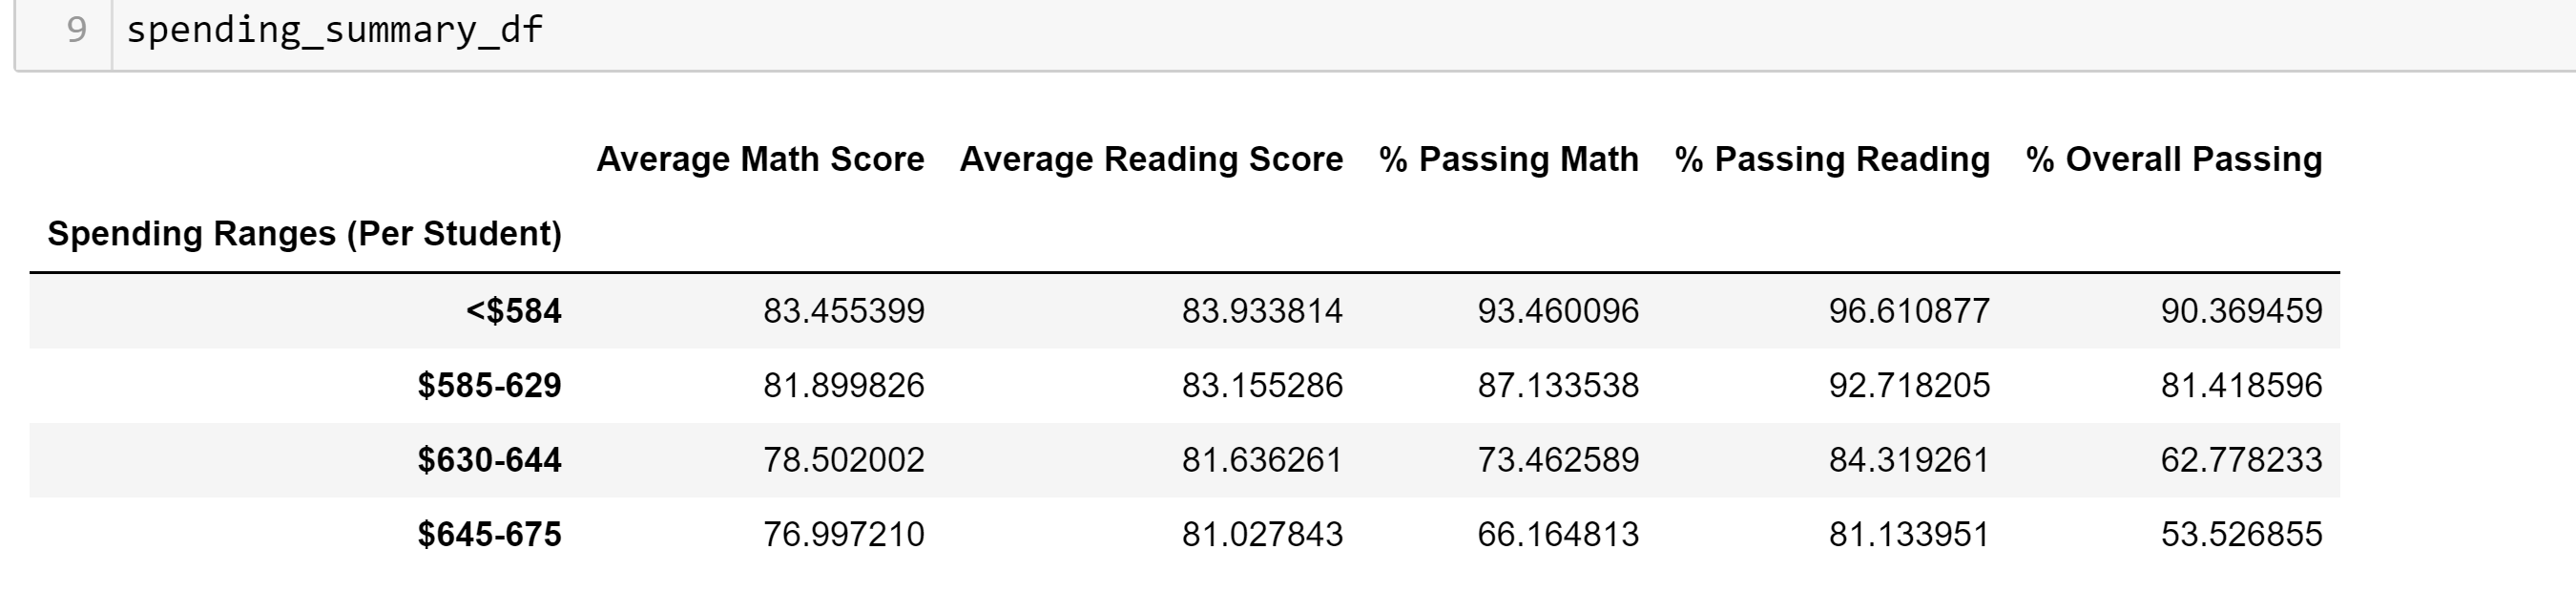 9 spending_summary_df
Average Math Score Average Reading Score % Passing Math % Passing Reading % Overall Passing
Spending Ranges (Per Student)
<$584 83.455399 83.933814 93.460096 96.610877 90.369459
$585-629 81.899826 83.155286 87.133538 92.718205 81.418596
$630-644 78.502002 81.636261 73.462589 84.319261 62.778233
$645-675 76.997210 81.027843 66.164813 81.133951 53.526855